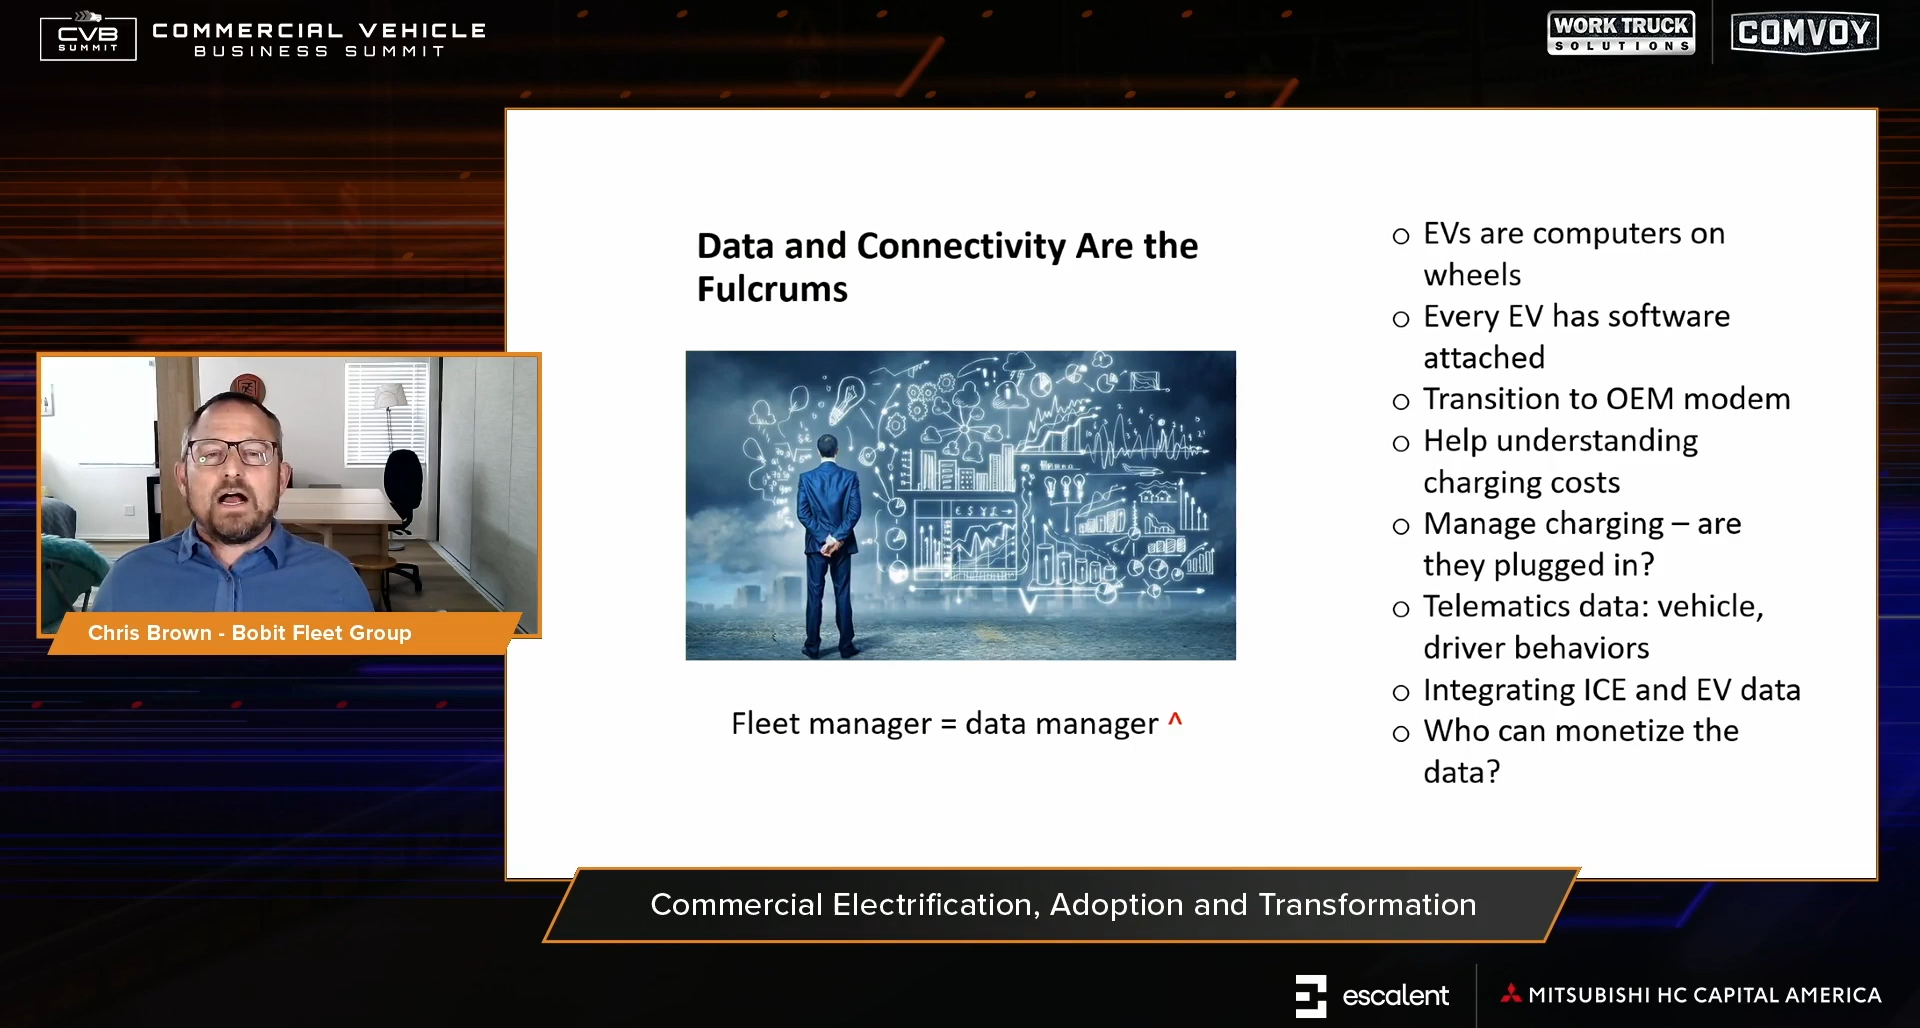 CVB
SUMMIT
COMMERCIAL VEHICLE
BUSINESS SUMMIT
WORK TRUCK
SOLUTIONS
COMVOY
Data and Connectivity Are the
Fulcrums
€ $ ¥ £
Fleet manager = data manager ^
○ EVs are computers on
wheels
○ Every EV has software
attached
○ Transition to OEM modem
○ Help understanding
charging costs
○ Manage charging – are
they plugged in?
○ Telematics data: vehicle,
driver behaviors
○ Integrating ICE and EV data
○ Who can monetize the
data?
Chris Brown - Bobit Fleet Group
Commercial Electrification, Adoption and Transformation
escalent
MITSUBISHI HC CAPITAL AMERICA